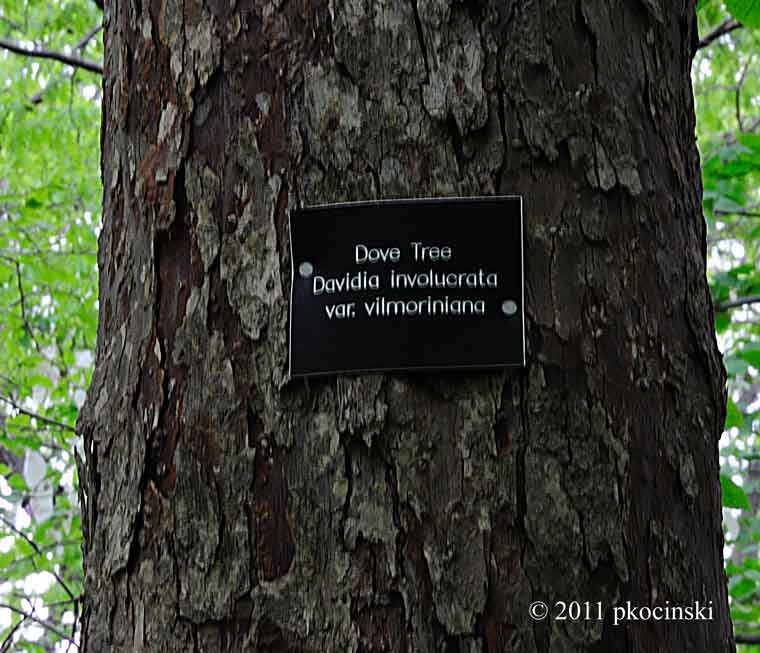 Dove Tree
Davidia involucrata
var. vilmoriniana
© 2011 pkocinski